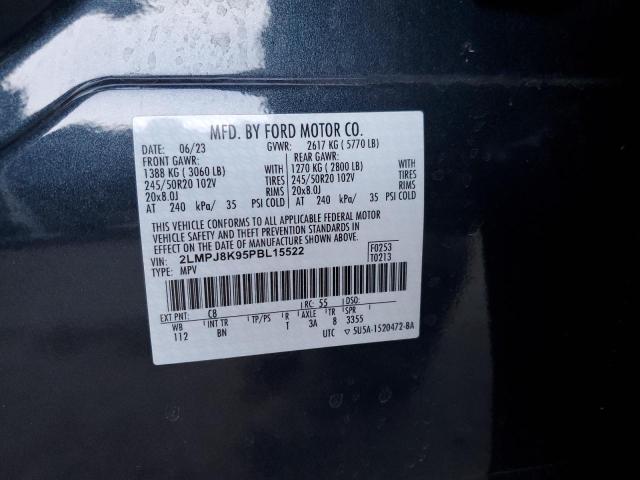 MFD. BY FORD MOTOR CO.
DATE: 06/23 GVWR: 2617 KG ( 5770 LB)
FRONT GAWR: REAR GAWR:
1388 KG ( 3060 LB) WITH 1270 KG ( 2800 LB) WITH
245/50R20 102V TIRES 245/50R20 102V TIRES
20x8.0J RIMS 20x8.0J RIMS
AT 240 kPa/ 35 PSI COLD AT 240 kPa/ 35 PSI COLD
THIS VEHICLE CONFORMS TO ALL APPLICABLE FEDERAL MOTOR
VEHICLE SAFETY AND THEFT PREVENTION STANDARDS IN
EFFECT ON THE DATE OF MANUFACTURE SHOWN ABOVE.
VIN: 2LMPJ8K95PBL15522 F0253
TYPE: MPV T0213
EXT PNT: C8 RC: 55 DSO:
WB INT TR TP/PS R AXLE TR
112 BN T 3A 8 3355
UTC ▽ 5U5A-1520472-BA